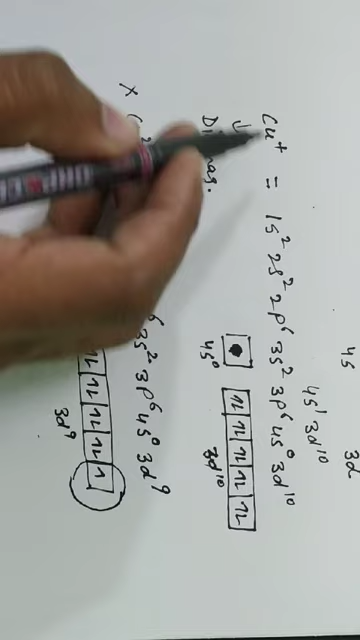 4s 3d
4s¹ 3d¹⁰
Cu⁺ = 1s² 2s² 2p⁶ 3s² 3p⁶ 4s⁰ 3d¹⁰
↓
4s⁰ 3d¹⁰
⁶ 3s² 3p⁶ 4s⁰ 3d⁹
3d⁹
x